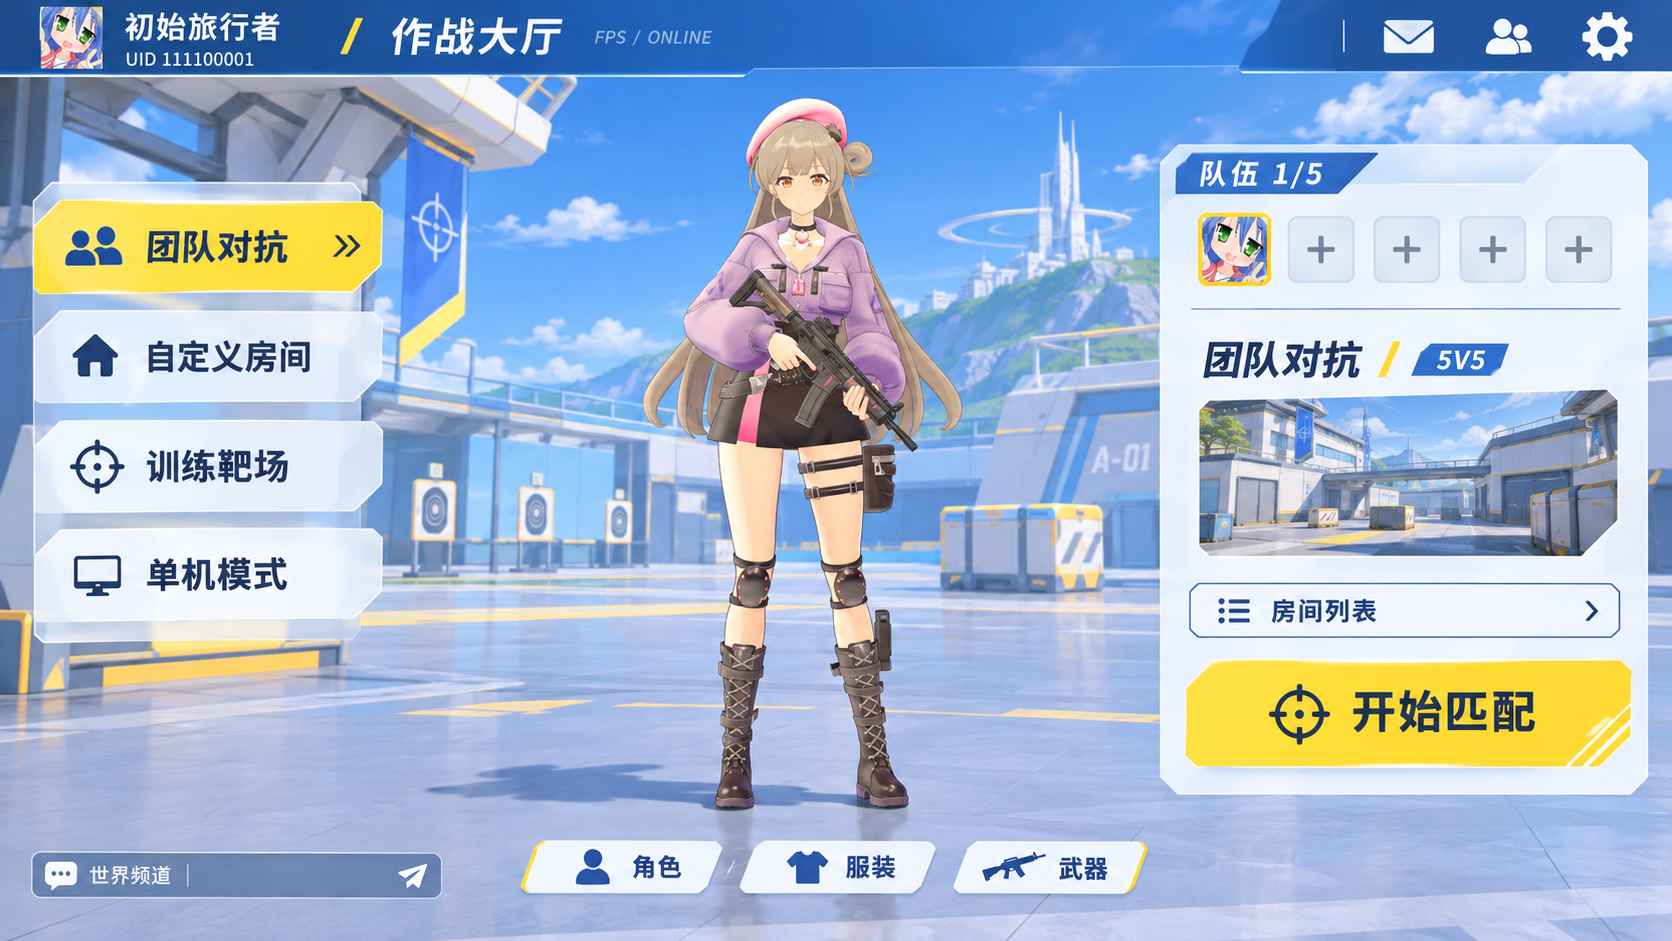 初始旅行者
UID 111100001
作战大厅
FPS / ONLINE
团队对抗
自定义房间
训练靶场
单机模式
A-01
队伍 1/5
团队对抗
5V5
房间列表
开始匹配
世界频道
角色
服装
武器